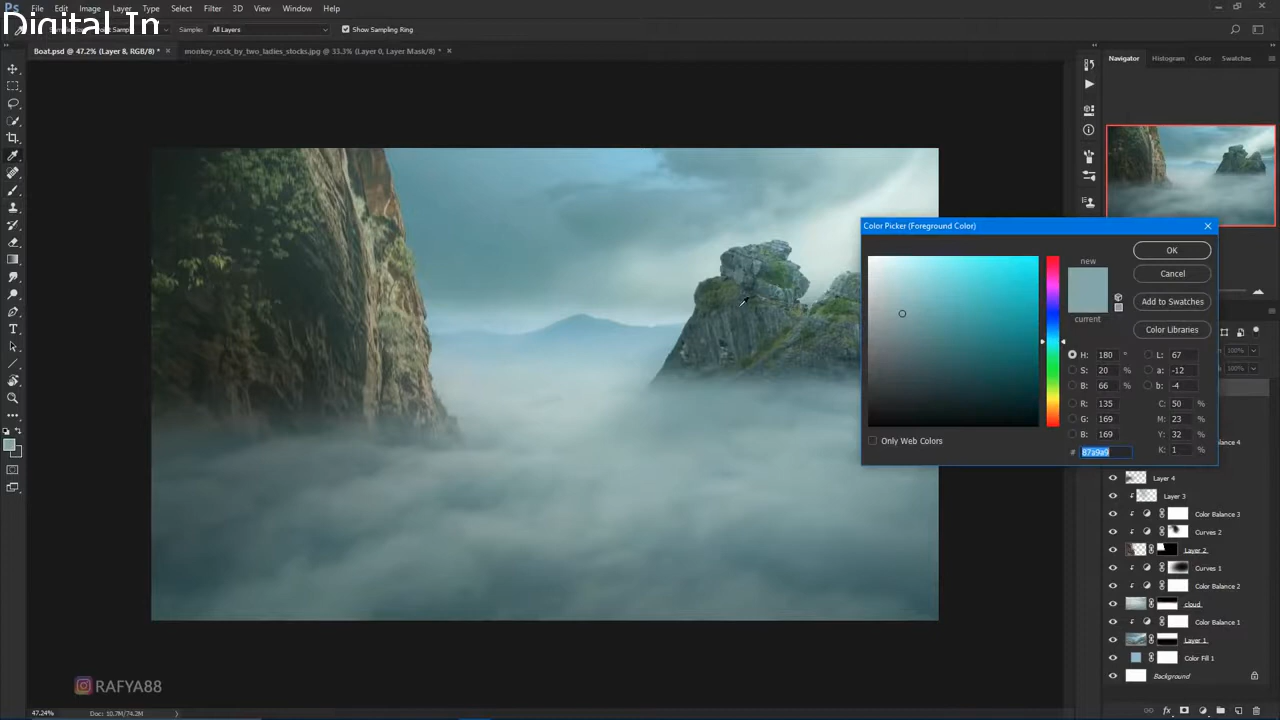 Ps File Edit Image Layer Type Select Filter 3D View Window Help
Digital Im
Sample: All Layers Show Sampling Ring
Boat.psd @ 47.2% (Layer 8, RGB/8) * × monkey_rock_by_two_ladies_stocks.jpg @ 33.3% (Layer 0, Layer Mask/8) * ×
Navigator Histogram Color Swatches
Color Picker (Foreground Color)
new
current
OK
Cancel
Add to Swatches
Color Libraries
H: 180 ° L: 67
S: 20 % a: -12
B: 66 % b: -4
R: 135 C: 50 %
G: 169 M: 23 %
B: 169 Y: 32 %
# 87a9a9 K: 1 %
Only Web Colors
100%
100%
Layer 4
Layer 3
Color Balance 3
Curves 2
Layer 2
Curves 1
Color Balance 2
cloud
Color Balance 1
Layer 1
Color Fill 1
Background
RAFYA88
47.24% Doc: 10.7M/74.2M